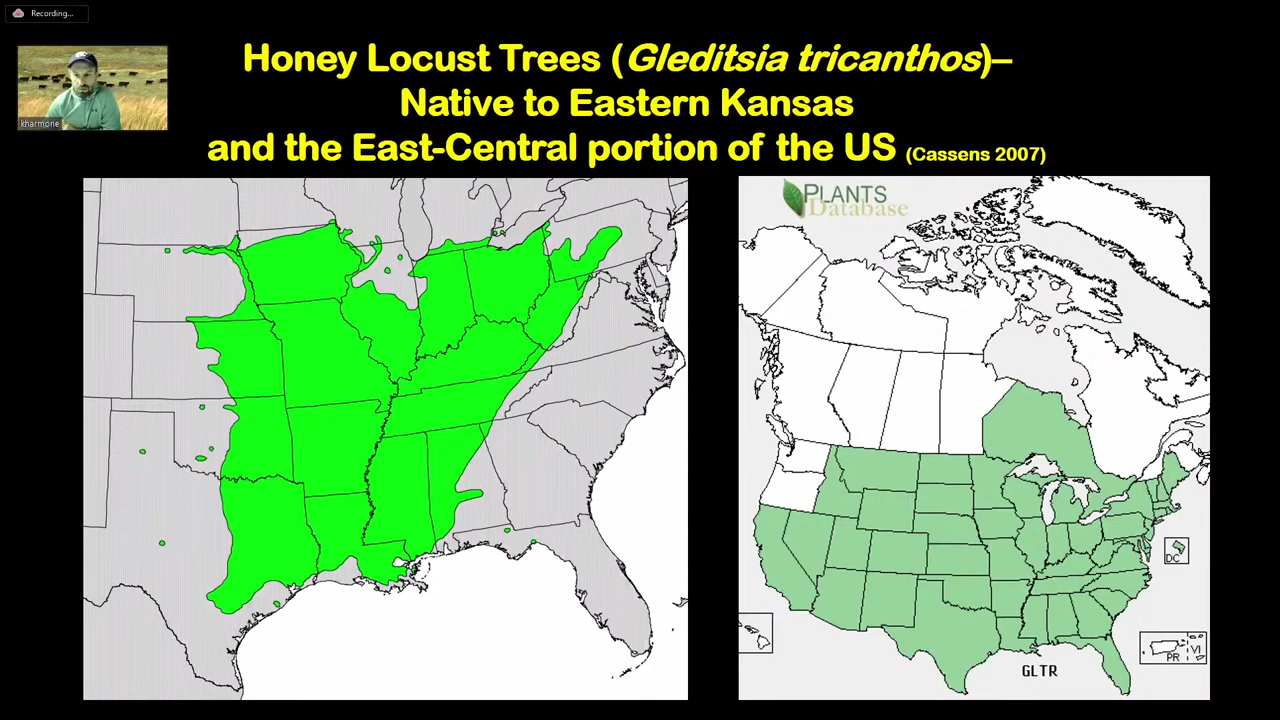 Recording...
kharmone
Honey Locust Trees (Gleditsia tricanthos)–
Native to Eastern Kansas
and the East-Central portion of the US (Cassens 2007)
PLANTS
Database
DC
PR
VI
GLTR